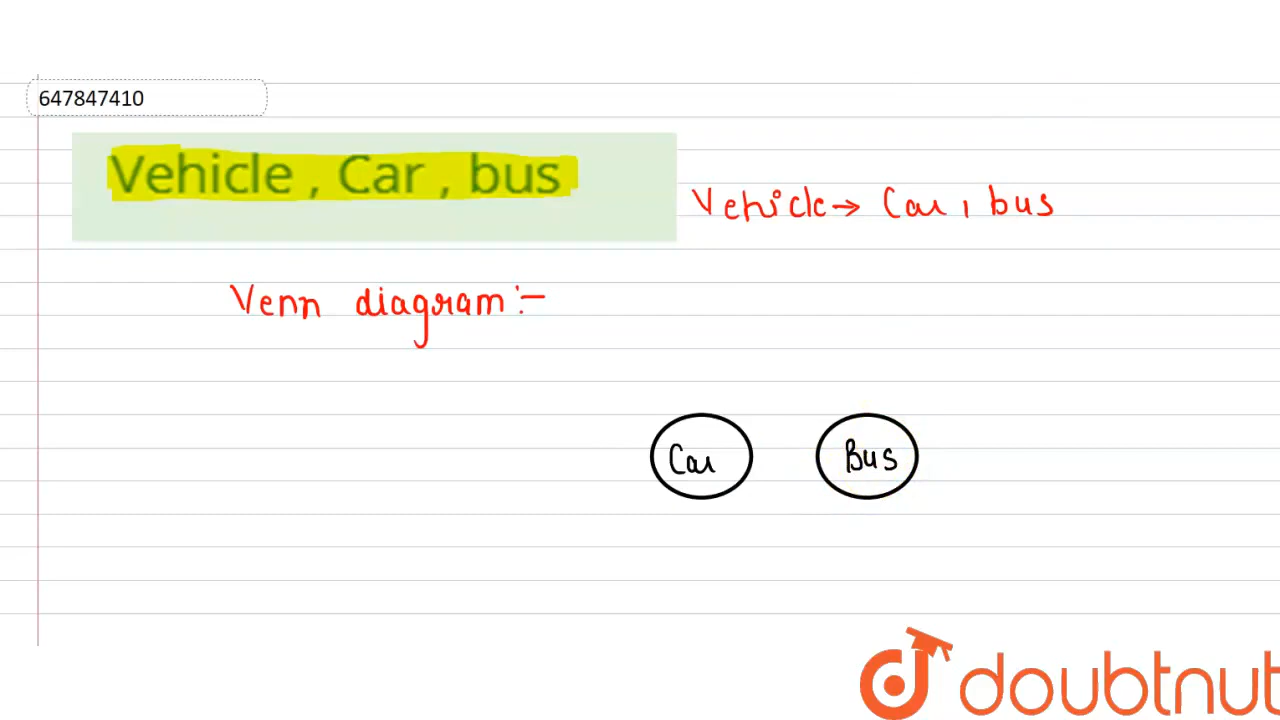 647847410
Vehicle , Car , bus
Vehicle → Car , bus
Venn diagram :-
Car
Bus
doubtnut